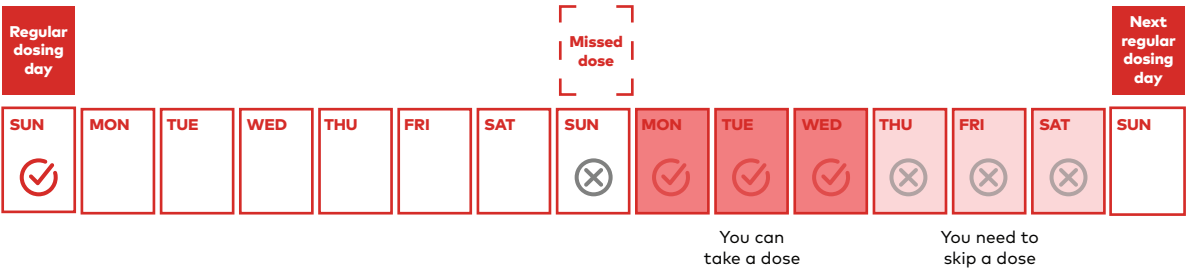 Regular
dosing
day
Missed
dose
Next
regular
dosing
day
SUN MON TUE WED THU FRI SAT SUN MON TUE WED THU FRI SAT SUN
You can
take a dose
You need to
skip a dose